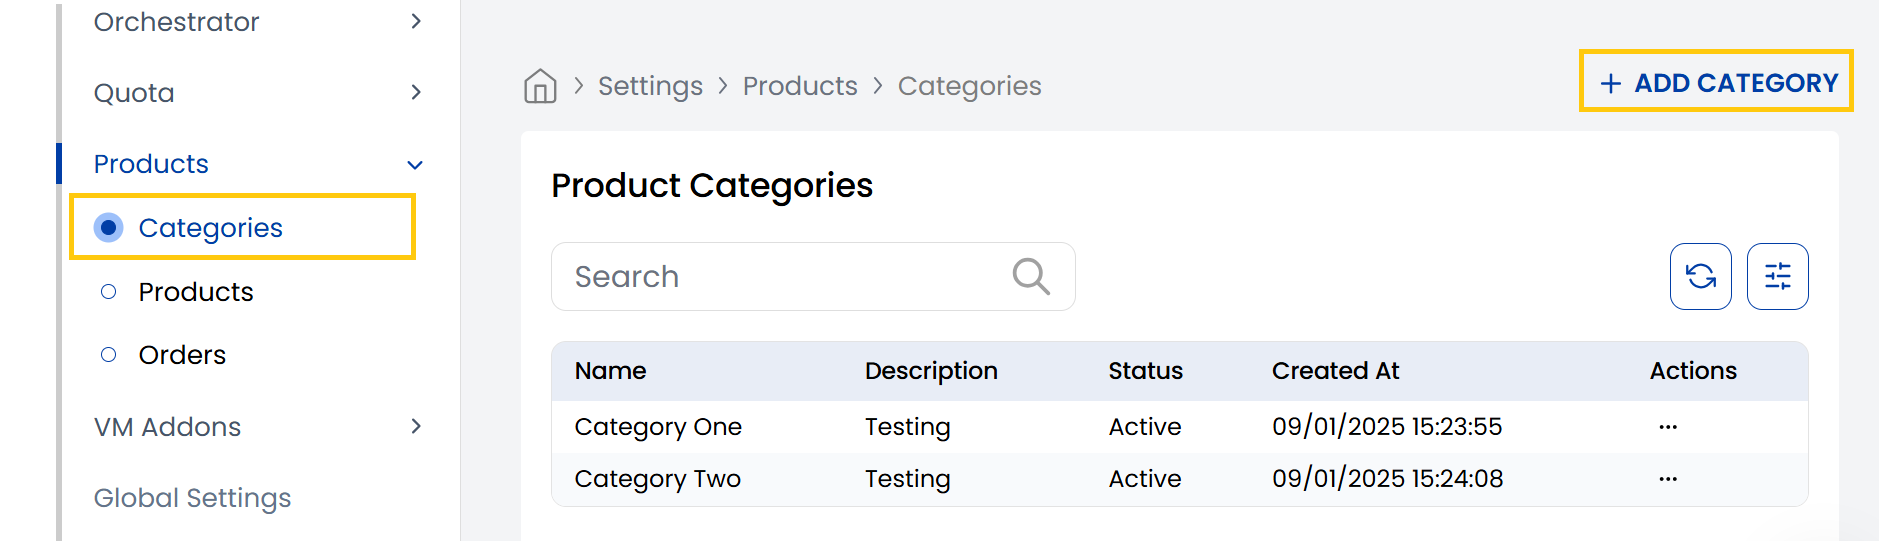 Orchestrator
Quota
Products
Categories
Products
Orders
VM Addons
Global Settings
Settings Products Categories
ADD CATEGORY
Product Categories
Search
Name Description Status Created At Actions
Category One Testing Active 09/01/2025 15:23:55
Category Two Testing Active 09/01/2025 15:24:08